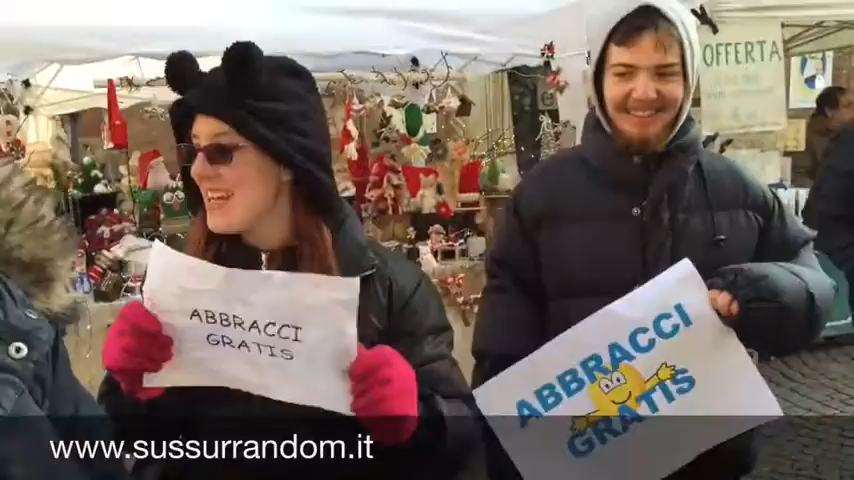 OFFERTA
ABBRACCI
GRATIS
ABBRACCI
GRATIS
www.sussurrandom.it